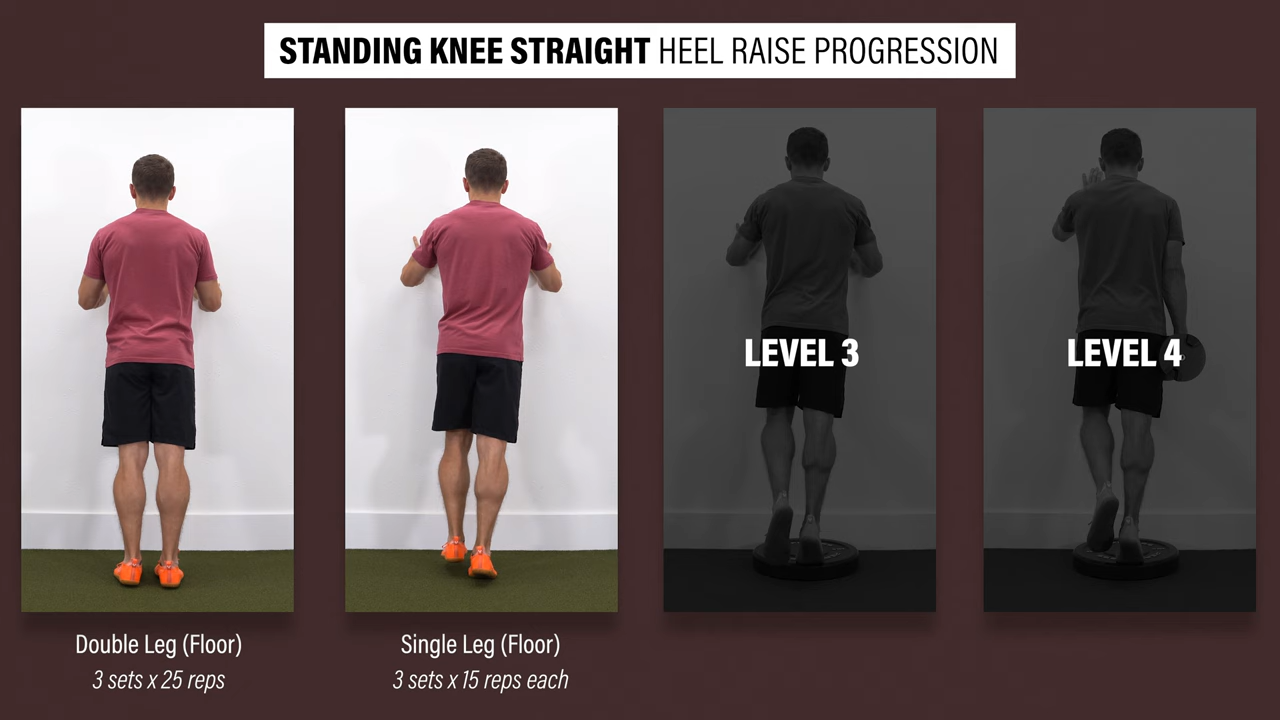 STANDING KNEE STRAIGHT HEEL RAISE PROGRESSION
LEVEL 3
LEVEL 4
Double Leg (Floor)
3 sets x 25 reps
Single Leg (Floor)
3 sets x 15 reps each